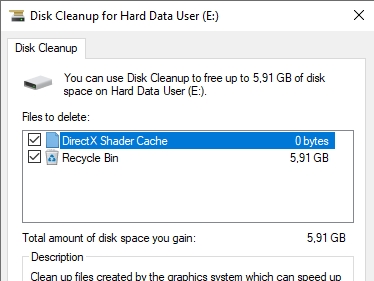 Disk Cleanup for Hard Data User (E:)
Disk Cleanup
You can use Disk Cleanup to free up to 5,91 GB of disk
space on Hard Data User (E:).
Files to delete:
DirectX Shader Cache 0 bytes
Recycle Bin 5,91 GB
Total amount of disk space you gain: 5,91 GB
Description
Clean up files created by the graphics system which can speed up